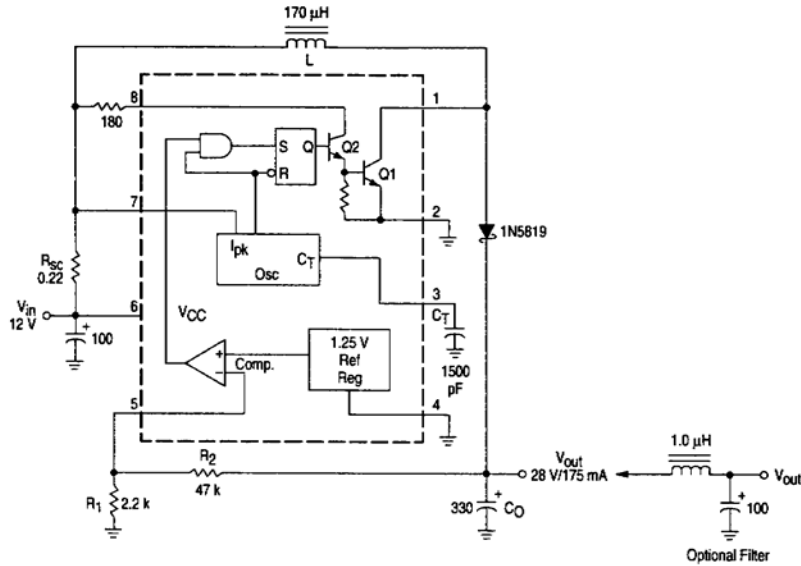 170 μH
L
8
1
180
S
Q
Q2
R
Q1
7
2
Ipk
CT
Osc
1N5819
RSC
0.22
3
Vin
12 V
6
VCC
CT
100
1500
pF
1.25 V
Ref
Reg
Comp.
5
4
1.0 μH
R2
47 k
Vout
28 V/175 mA
Vout
R1
2.2 k
330
CO
100
Optional Filter